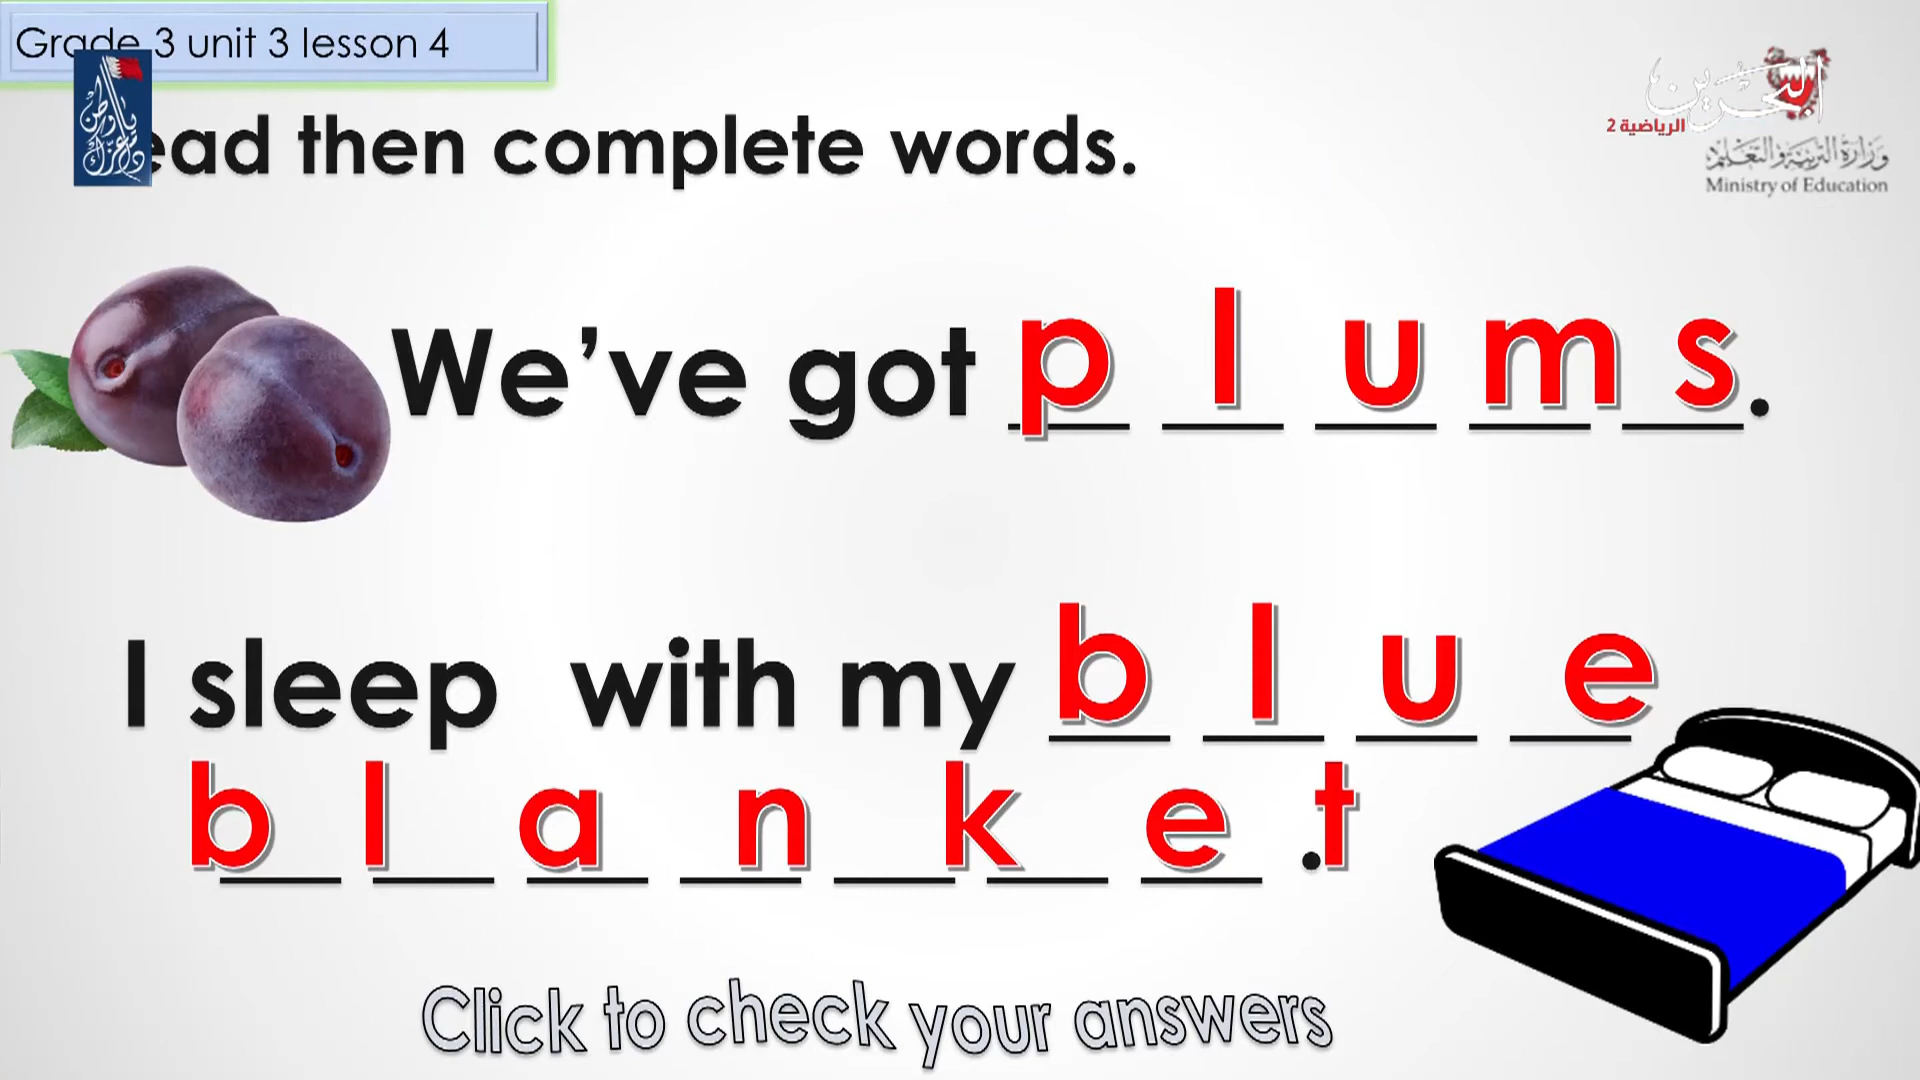 Grade 3 unit 3 lesson 4
ead then complete words.
البحرين
الرياضية 2
وزارة التربية والتعليم
Ministry of Education
We've got p l u m s.
I sleep with my b l u e
b l a n k e .t
Click to check your answers